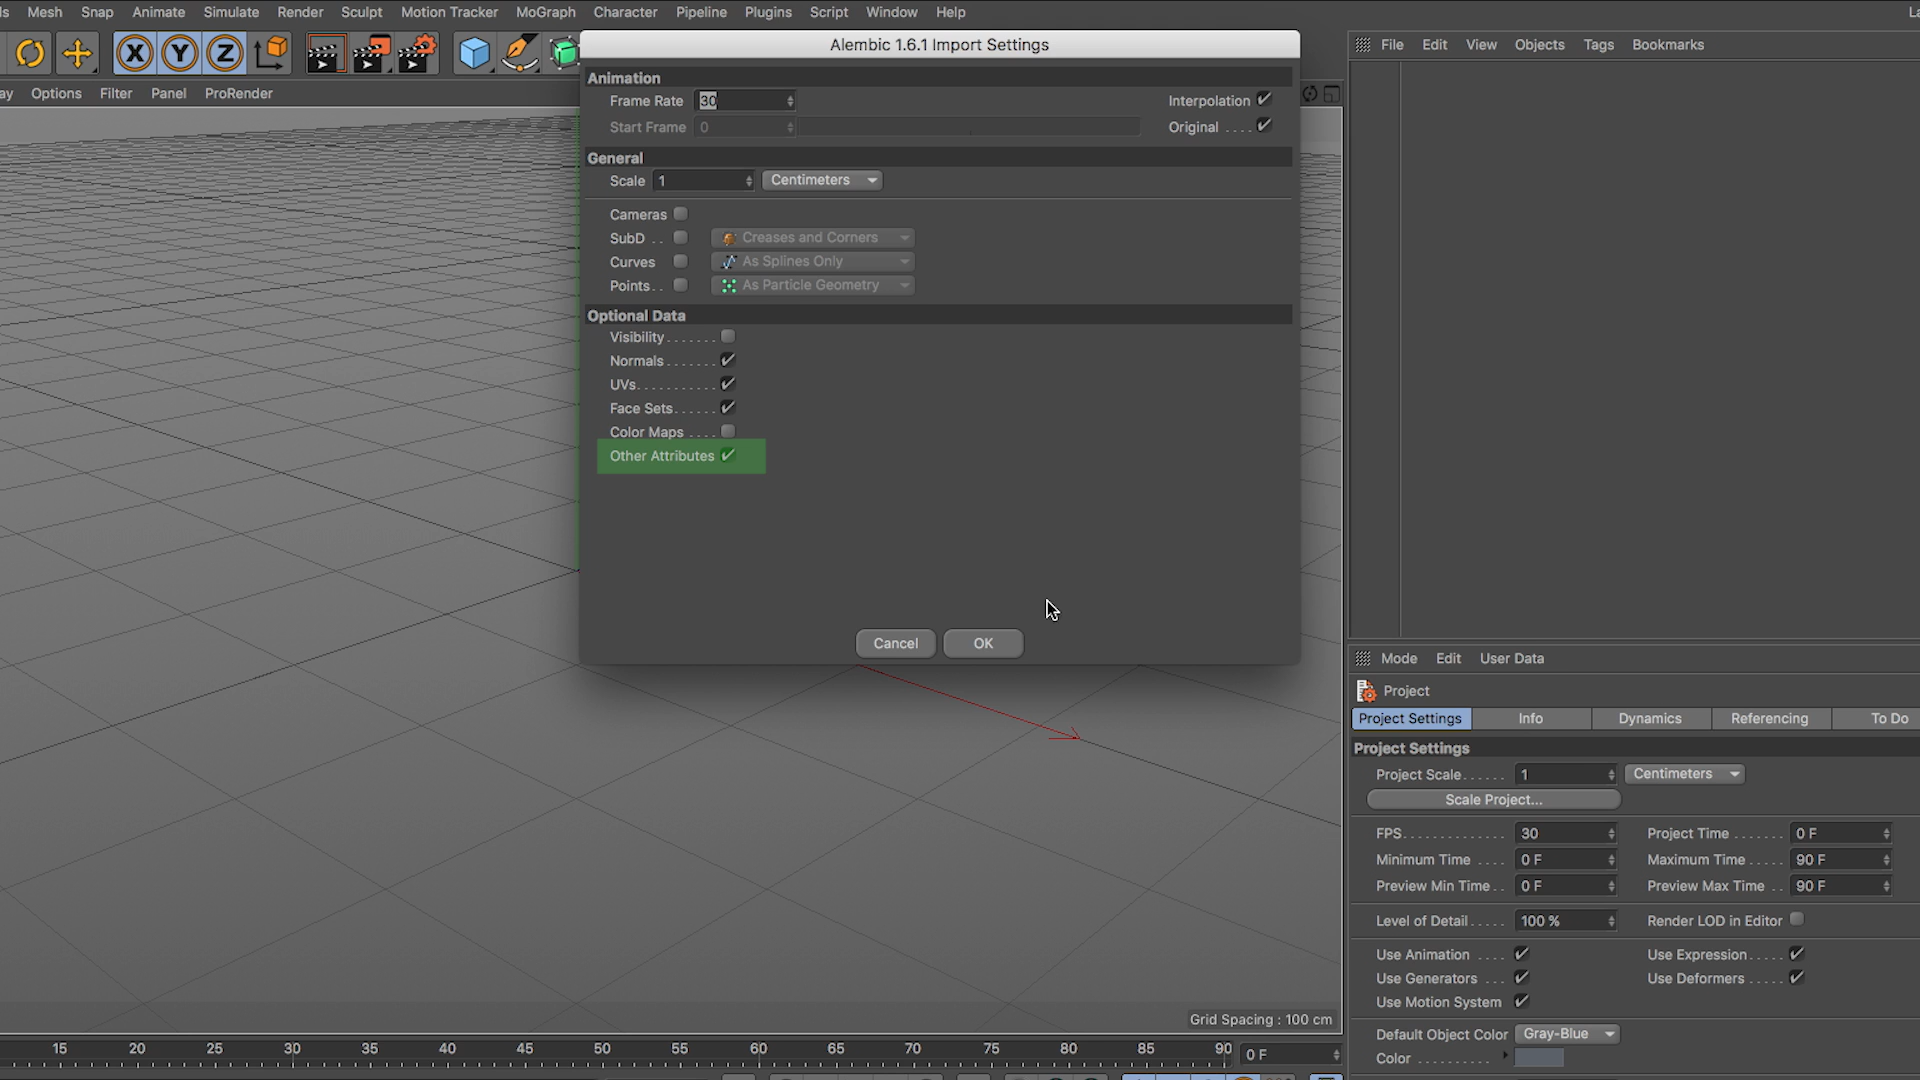 Mesh Snap Animate Simulate Render Sculpt Motion Tracker MoGraph Character Pipeline Plugins Script Window Help
X Y Z
Options Filter Panel ProRender
Alembic 1.6.1 Import Settings
Animation
Frame Rate 30 Interpolation
Start Frame 0 Original ....
General
Scale 1 Centimeters
Cameras
SubD .. Creases and Corners
Curves As Splines Only
Points.. As Particle Geometry
Optional Data
Visibility.......
Normals.......
UVs..........
Face Sets......
Color Maps ....
Other Attributes
Cancel OK
Grid Spacing : 100 cm
15 20 25 30 35 40 45 50 55 60 65 70 75 80 85 90 0 F
File Edit View Objects Tags Bookmarks
Mode Edit User Data
Project
Project Settings Info Dynamics Referencing To Do
Project Settings
Project Scale...... 1 Centimeters
Scale Project...
FPS.............. 30 Project Time ....... 0 F
Minimum Time .... 0 F Maximum Time ..... 90 F
Preview Min Time.. 0 F Preview Max Time .. 90 F
Level of Detail..... 100 % Render LOD in Editor
Use Animation .... Use Expression.....
Use Generators ... Use Deformers .....
Use Motion System
Default Object Color Gray-Blue
Color ..........